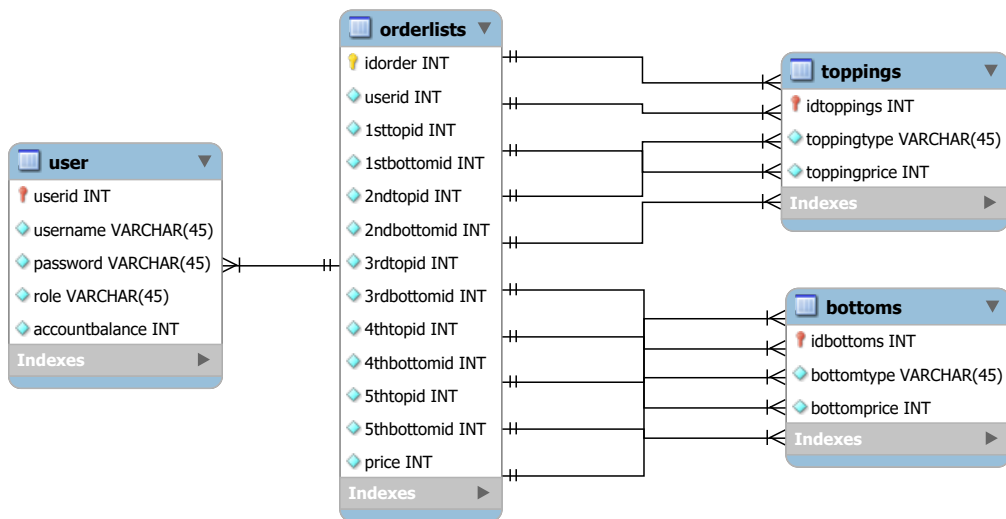 user
userid INT
username VARCHAR(45)
password VARCHAR(45)
role VARCHAR(45)
accountbalance INT
Indexes
orderlists
idorder INT
userid INT
1sttopid INT
1stbottomid INT
2ndtopid INT
2ndbottomid INT
3rdtopid INT
3rdbottomid INT
4thtopid INT
4thbottomid INT
5thtopid INT
5thbottomid INT
price INT
Indexes
toppings
idtoppings INT
toppingtype VARCHAR(45)
toppingprice INT
Indexes
bottoms
idbottoms INT
bottomtype VARCHAR(45)
bottomprice INT
Indexes